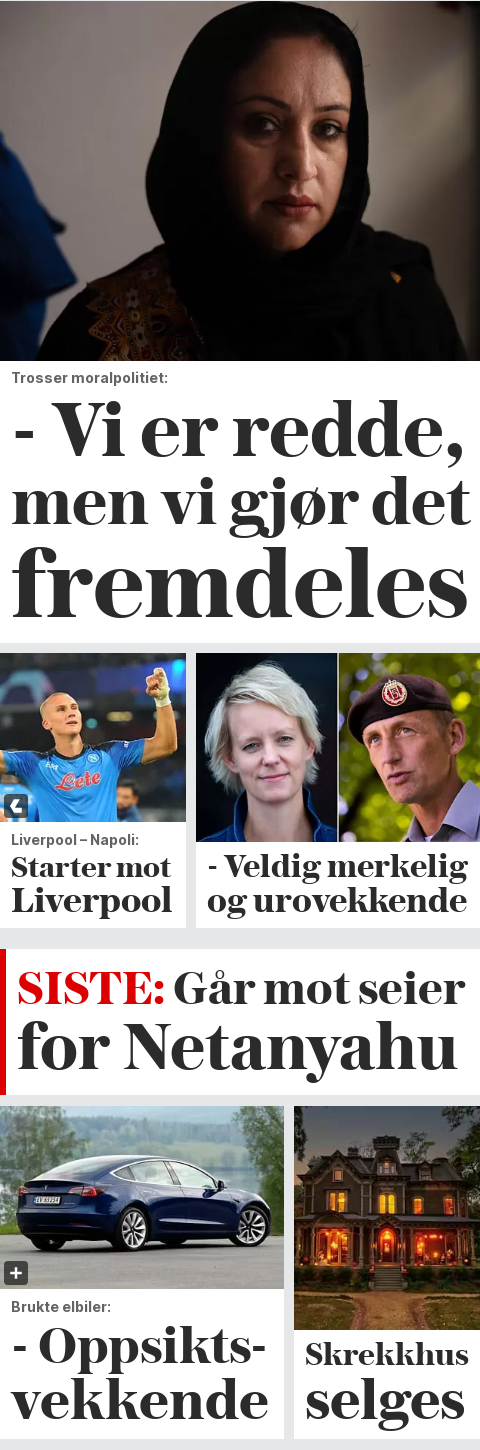 Trosser moralpolitiet:
- Vi er redde,
men vi gjør det
fremdeles
Lete
Liverpool – Napoli:
Starter mot
Liverpool
- Veldig merkelig
og urovekkende
SISTE: Går mot seier
for Netanyahu
Brukte elbiler:
- Oppsikts-
vekkende
Skrekkhus
selges